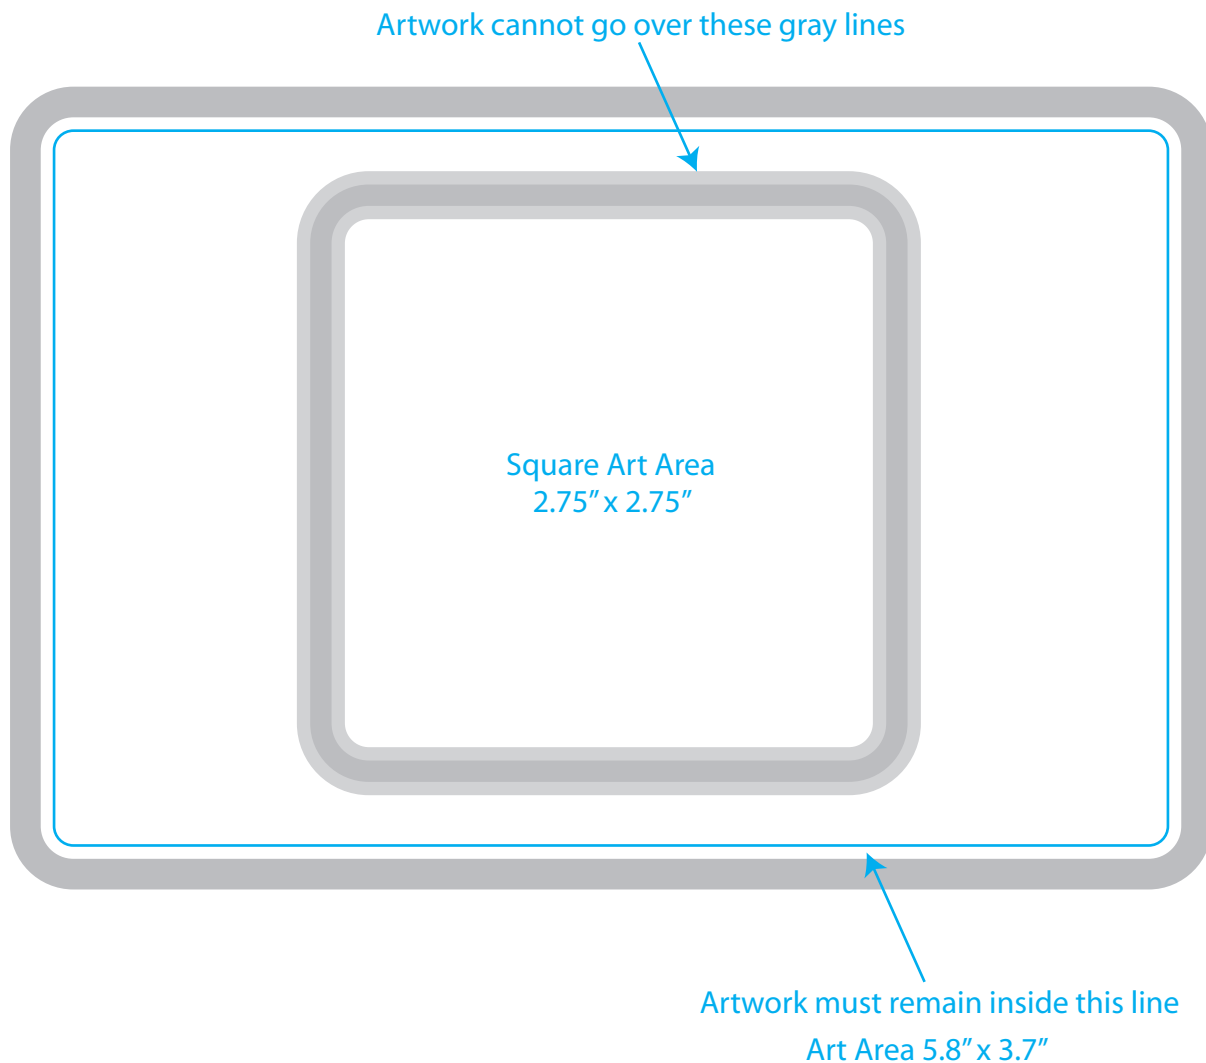 Artwork cannot go over these gray lines
Square Art Area
2.75” x 2.75”
Artwork must remain inside this line
Art Area 5.8” x 3.7”